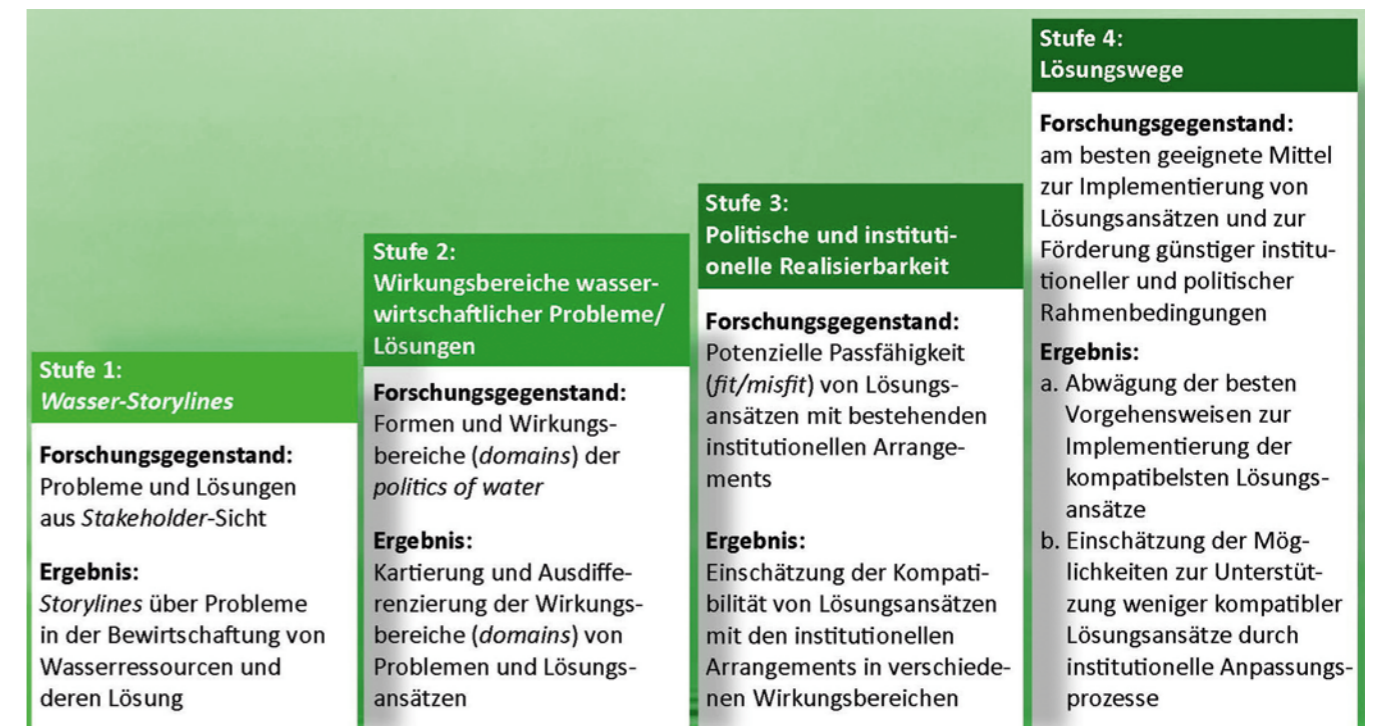 Stufe 1:
Wasser-Storylines
Forschungsgegenstand:
Probleme und Lösungen
aus Stakeholder-Sicht
Ergebnis:
Storylines über Probleme
in der Bewirtschaftung von
Wasserressourcen und
deren Lösung
Stufe 2:
Wirkungsbereiche wasser-
wirtschaftlicher Probleme/
Lösungen
Forschungsgegenstand:
Formen und Wirkungs-
bereiche (domains) der
politics of water
Ergebnis:
Kartierung und Ausdiffe-
renzierung der Wirkungs-
bereiche (domains) von
Problemen und Lösungs-
ansätzen
Stufe 3:
Politische und instituti-
onelle Realisierbarkeit
Forschungsgegenstand:
Potenzielle Passfähigkeit
(fit/misfit) von Lösungs-
ansätzen mit bestehenden
institutionellen Arrange-
ments
Ergebnis:
Einschätzung der Kompati-
bilität von Lösungsansätzen
mit den institutionellen
Arrangements in verschiede-
nen Wirkungsbereichen
Stufe 4:
Lösungswege
Forschungsgegenstand:
am besten geeignete Mittel
zur Implementierung von
Lösungsansätzen und zur
Förderung günstiger institu-
tioneller und politischer
Rahmenbedingungen
Ergebnis:
a. Abwägung der besten
Vorgehensweisen zur
Implementierung der
kompatibelsten Lösungs-
ansätze
b. Einschätzung der Mög-
lichkeiten zur Unterstüt-
zung weniger kompatibler
Lösungsansätze durch
institutionelle Anpassungs-
prozesse